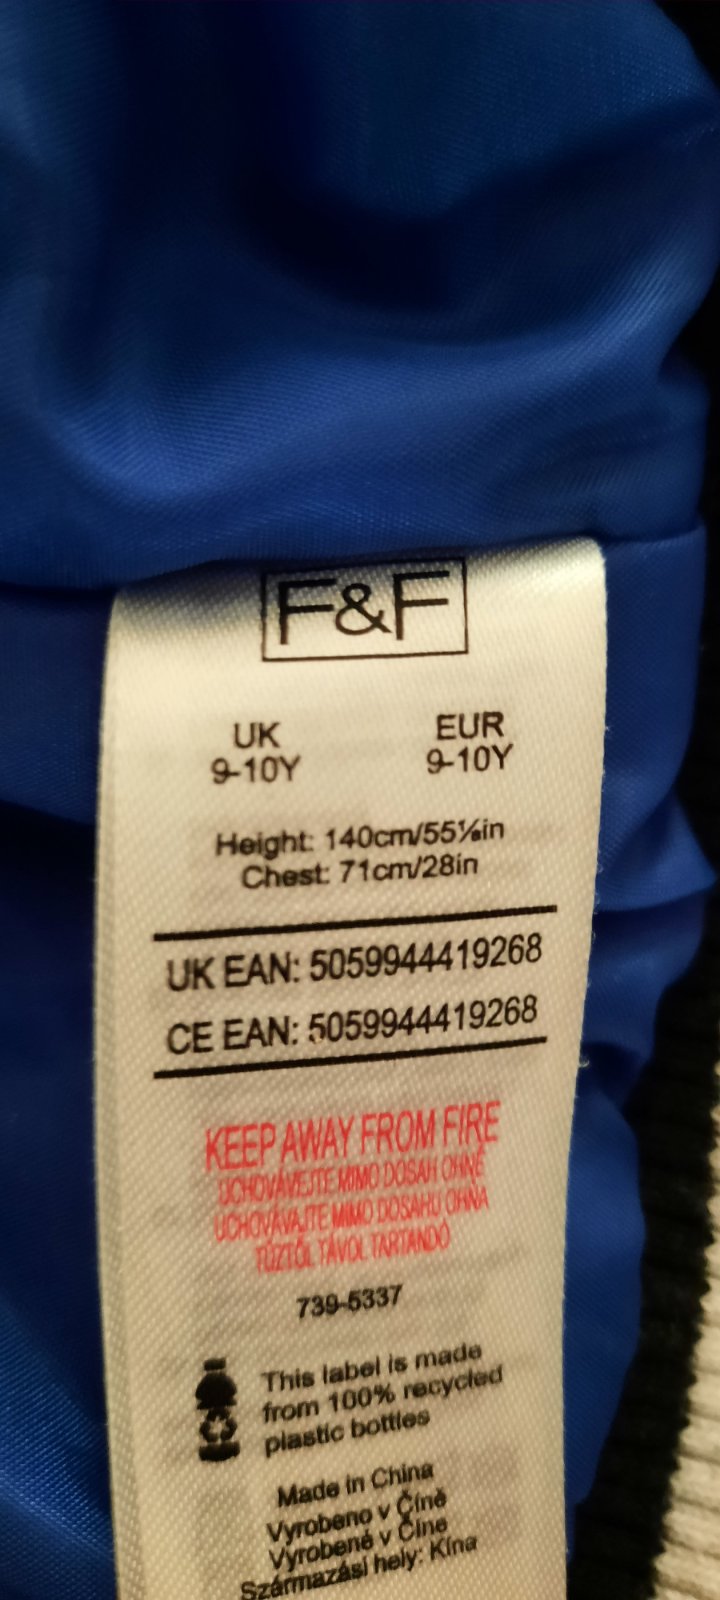 F&F
UK EUR
9-10Y 9-10Y
Height: 140cm/55⅛in
Chest: 71cm/28in
UK EAN: 5059944419268
CE EAN: 5059944419268
KEEP AWAY FROM FIRE
UCHOVÁVEJTE MIMO DOSAH OHNĚ
UCHOVÁVAJTE MIMO DOSAHU OHŇA
TŰZTŐL TÁVOL TARTANDÓ
739-5337
This label is made
from 100% recycled
plastic bottles
Made in China
Vyrobeno v Číně
Vyrobené v Číne
Származási hely: Kína